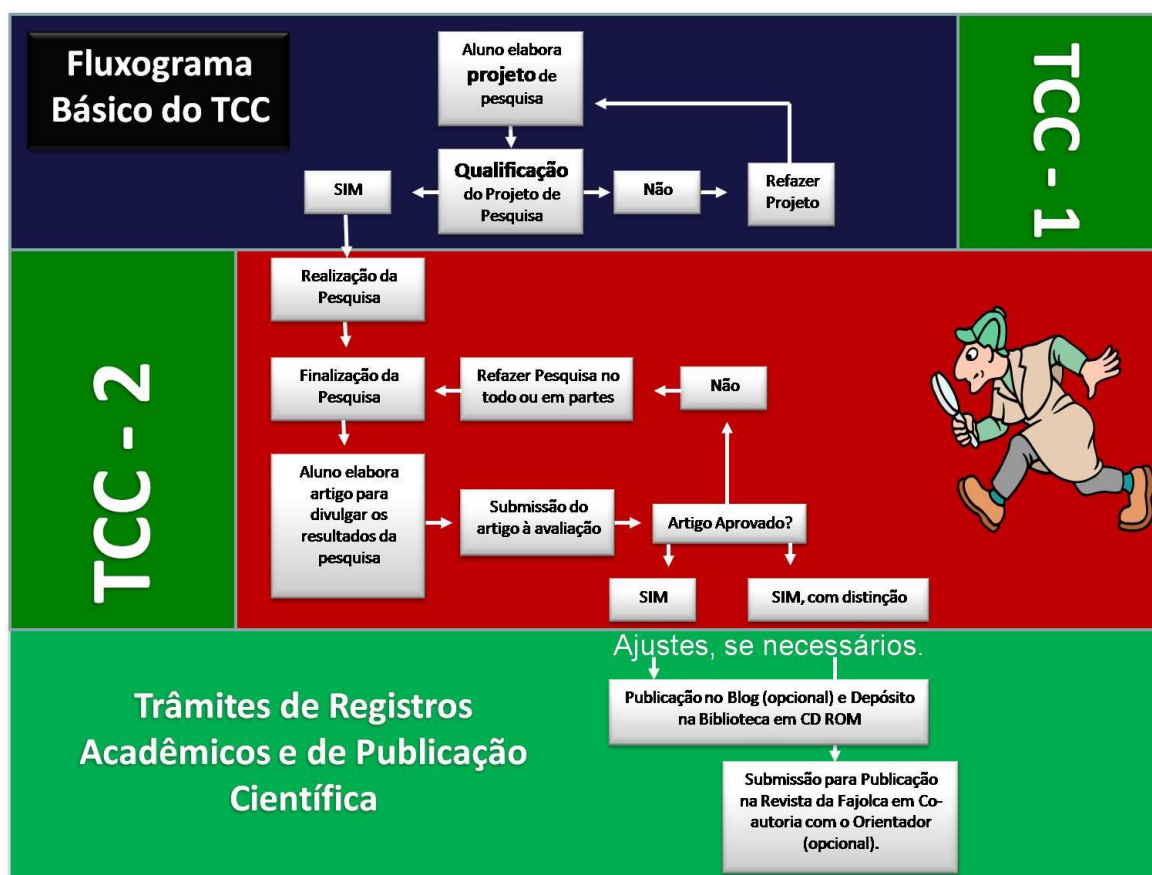 Fluxograma
Básico do TCC
Aluno elabora
projeto de
pesquisa
TCC - 1
Qualificação
do Projeto de
Pesquisa
SIM
Não
Refazer
Projeto
TCC - 2
Realização da
Pesquisa
Finalização da
Pesquisa
Refazer Pesquisa no
todo ou em partes
Não
Aluno elabora
artigo para
divulgar os
resultados da
pesquisa
Submissão do
artigo à avaliação
Artigo Aprovado?
SIM
SIM, com distinção
Ajustes, se necessários.
Trâmites de Registros
Acadêmicos e de Publicação
Científica
Publicação no Blog (opcional) e Depósito
na Biblioteca em CD ROM
Submissão para Publicação
na Revista da Fajolca em Co-
autoria com o Orientador
(opcional).